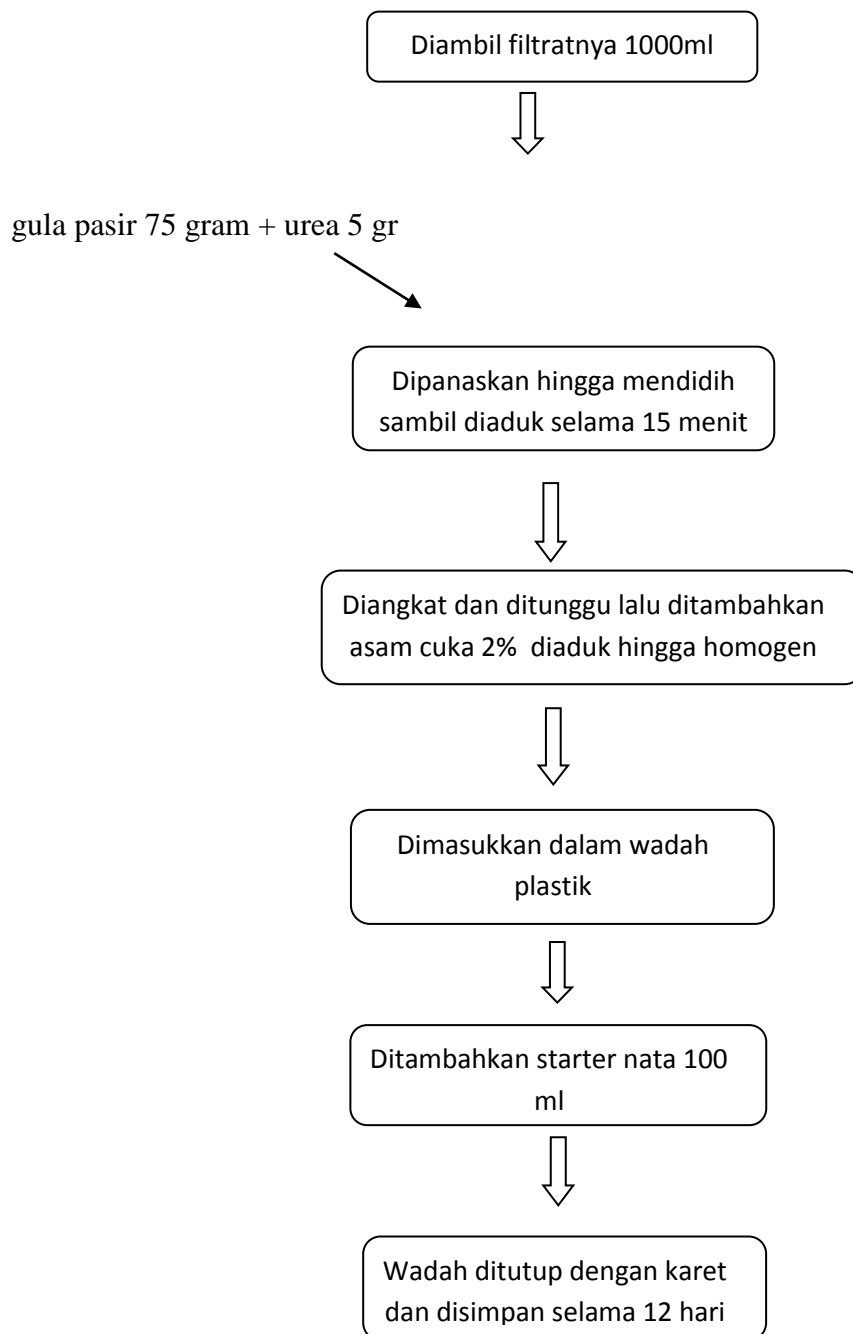 Diambil filtratnya 1000ml
gula pasir 75 gram + urea 5 gr
Dipanaskan hingga mendidih
sambil diaduk selama 15 menit
Diangkat dan ditunggu lalu ditambahkan
asam cuka 2% diaduk hingga homogen
Dimasukkan dalam wadah
plastik
Ditambahkan starter nata 100
ml
Wadah ditutup dengan karet
dan disimpan selama 12 hari